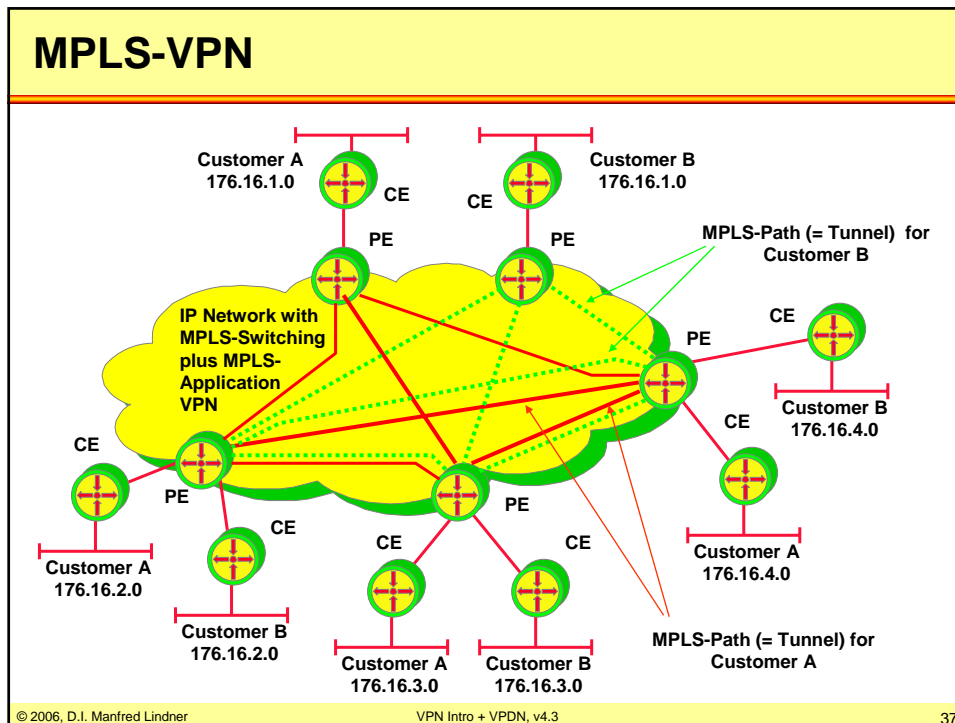 MPLS-VPN
Customer A
176.16.1.0
CE
PE
Customer B
176.16.1.0
CE
PE
MPLS-Path (= Tunnel) for
Customer B
IP Network with
MPLS-Switching
plus MPLS-
Application
VPN
CE
PE
Customer B
176.16.4.0
CE
Customer A
176.16.4.0
CE
PE
Customer A
176.16.2.0
CE
Customer B
176.16.2.0
PE
CE
Customer A
176.16.3.0
CE
Customer B
176.16.3.0
MPLS-Path (= Tunnel) for
Customer A
© 2006, D.I. Manfred Lindner
VPN Intro + VPDN, v4.3
37